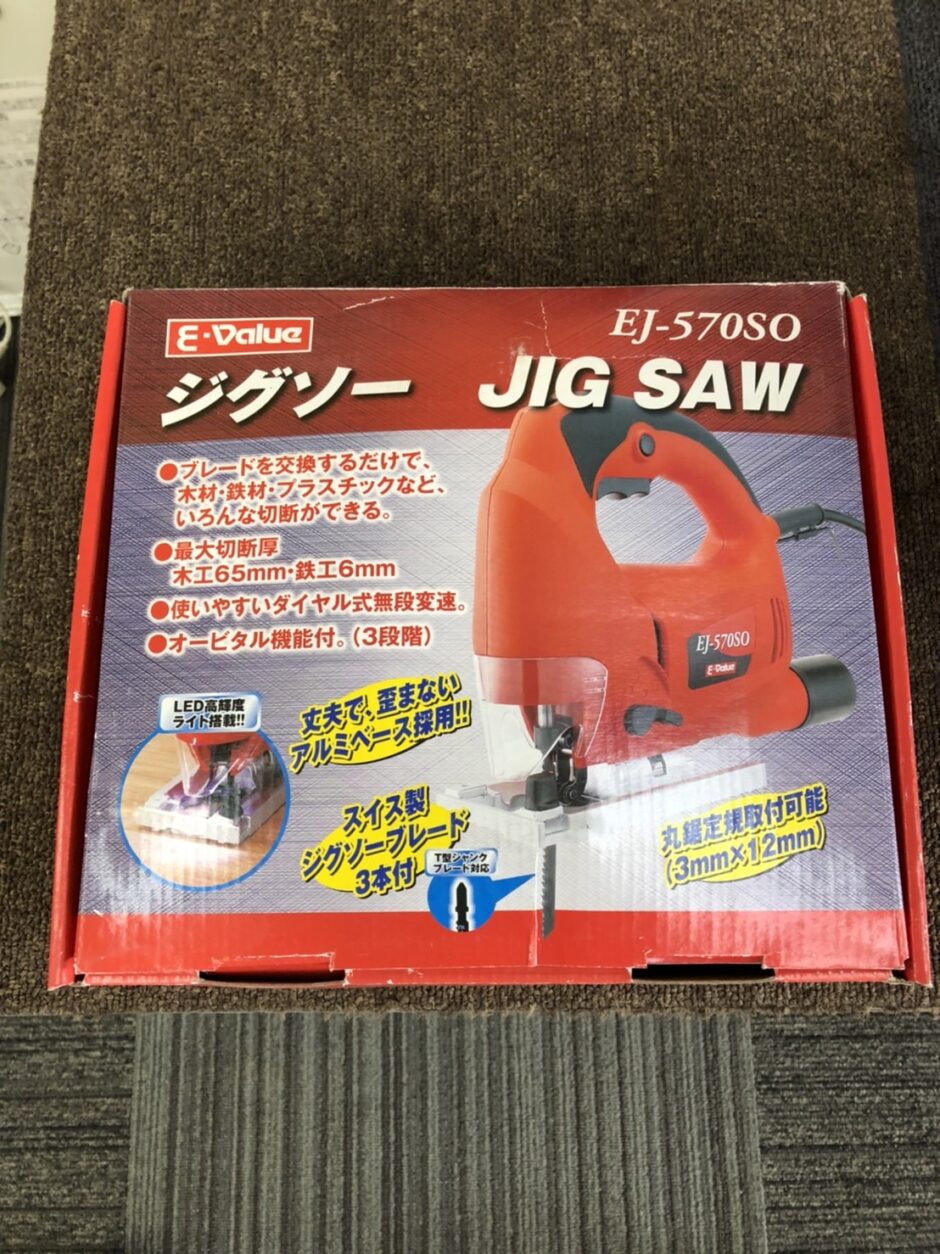 E-Value
EJ-570SO
ジグソー JIG SAW
●ブレードを交換するだけで、
木材・鉄材・プラスチックなど、
いろんな切断ができる。
●最大切断厚
木工65mm・鉄工6mm
●使いやすいダイヤル式無段変速。
●オービタル機能付。(3段階)
EJ-570SO
E-Value
LED高輝度
ライト搭載!!
丈夫で、歪まない
アルミベース採用!!
スイス製
ジグソーブレード
3本付
T型シャンク
ブレード対応
丸鋸定規取付可能
(3mm×12mm)